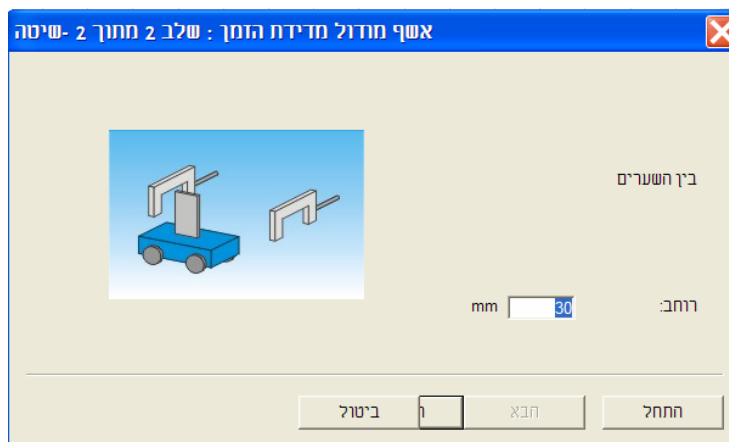 אשף מודול מדידת הזמן : שלב 2 מתוך 2 -שיטה
בין השערים
רוחב:
30
mm
התחל
הבא
ביטול